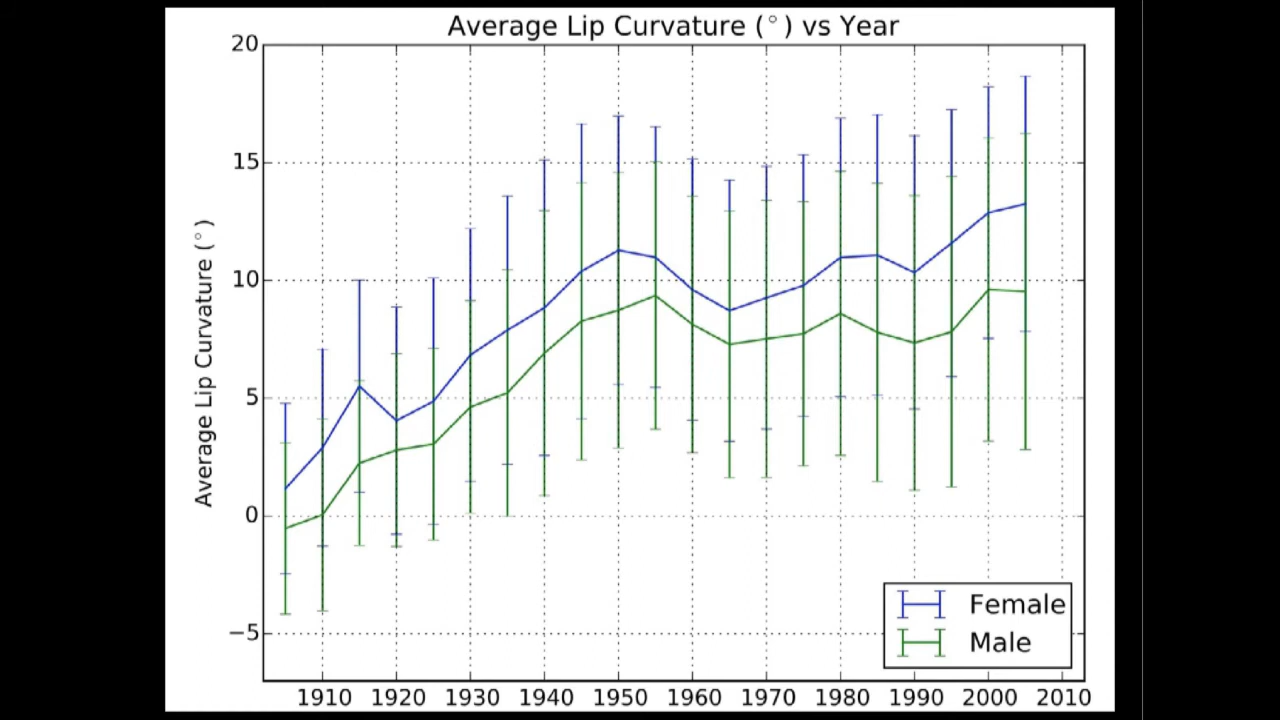 Average Lip Curvature (°) vs Year
Average Lip Curvature (°)
20
15
10
5
0
−5
1910 1920 1930 1940 1950 1960 1970 1980 1990 2000 2010
Female
Male